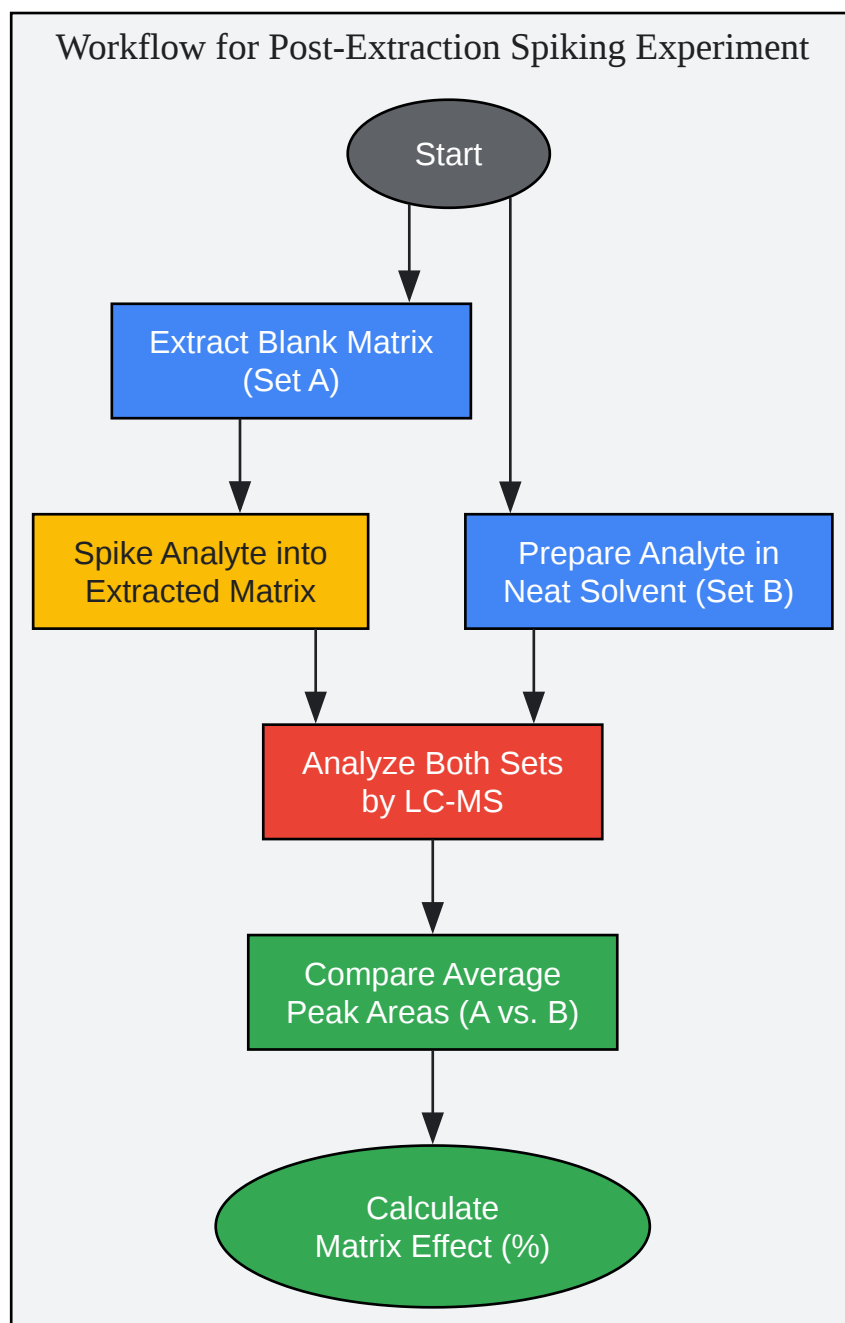 Workflow for Post-Extraction Spiking Experiment
Start
Extract Blank Matrix
(Set A)
Spike Analyte into
Extracted Matrix
Prepare Analyte in
Neat Solvent (Set B)
Analyze Both Sets
by LC-MS
Compare Average
Peak Areas (A vs. B)
Calculate
Matrix Effect (%)